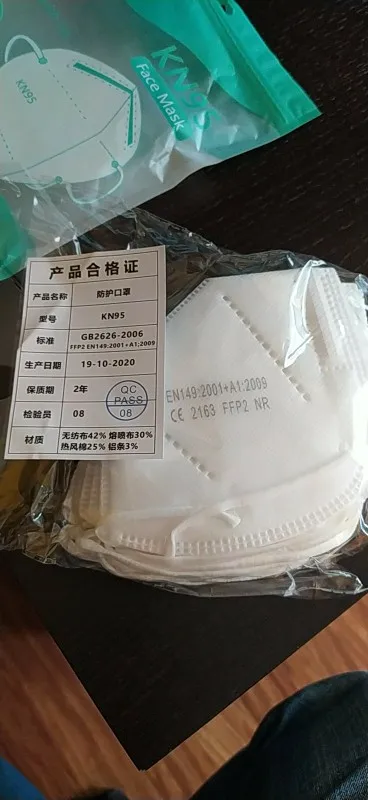 KN95
KN95
Face Mask
产品合格证
产品名称 防护口罩
型号 KN95
标准 GB2626-2006
FFP2 EN149:2001+A1:2009
生产日期 19-10-2020
保质期 2年
QC
PASS
08
检验员 08
材质 无纺布42% 熔喷布30%
热风棉25% 铝条3%
EN149:2001+A1:2009
CE 2163 FFP2 NR